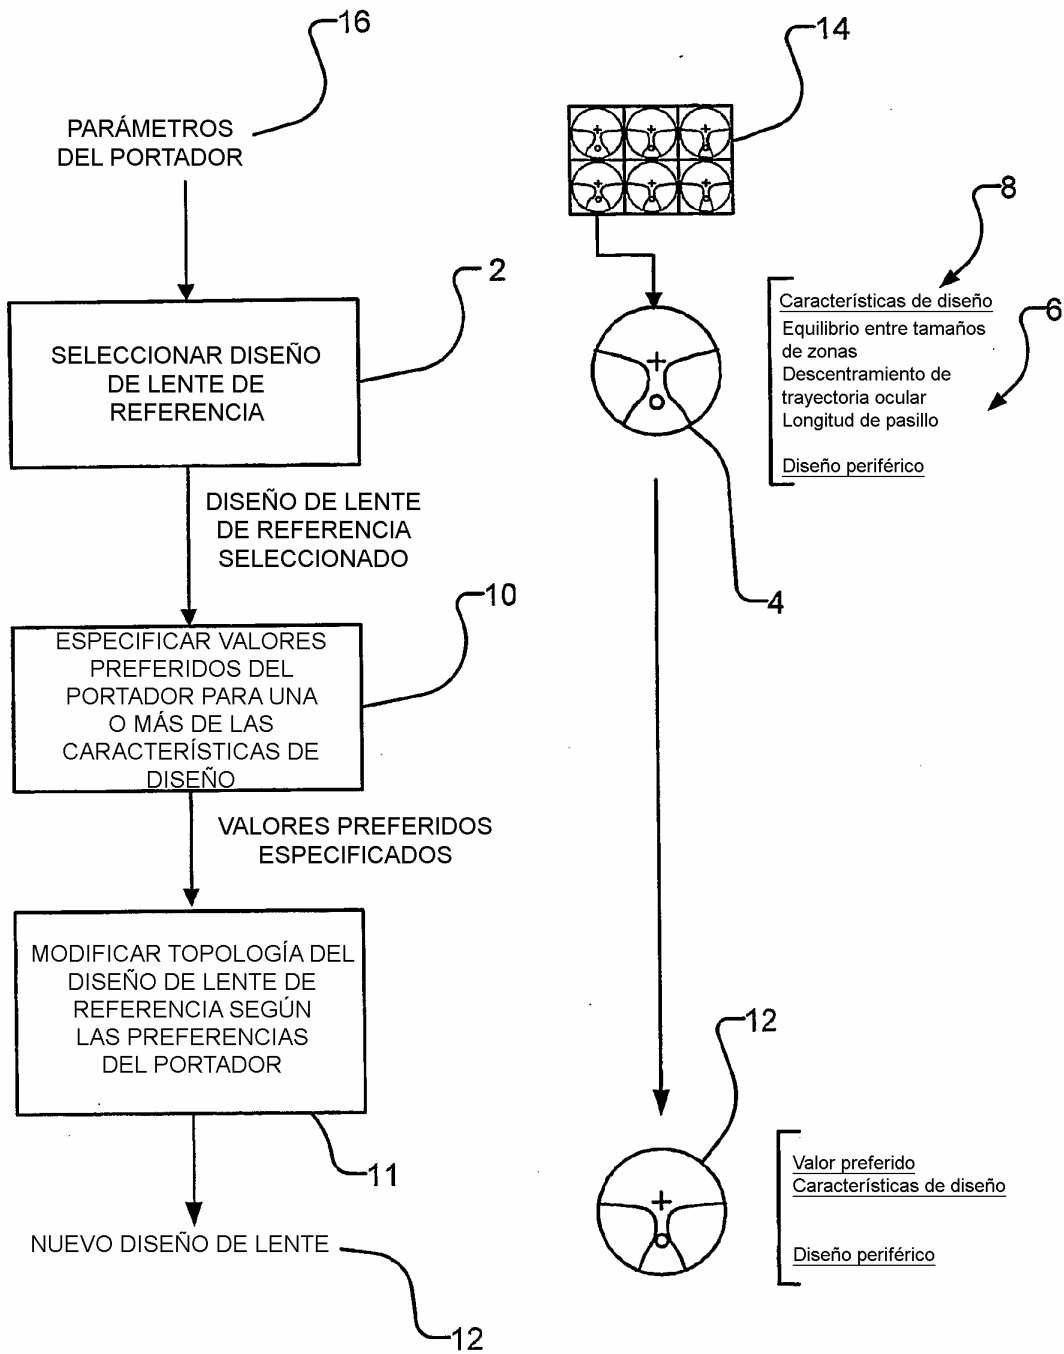 16
PARÁMETROS
DEL PORTADOR
2
SELECCIONAR DISEÑO
DE LENTE DE
REFERENCIA
DISEÑO DE LENTE
DE REFERENCIA
SELECCIONADO
10
ESPECIFICAR VALORES
PREFERIDOS DEL
PORTADOR PARA UNA
O MÁS DE LAS
CARACTERÍSTICAS DE
DISEÑO
VALORES PREFERIDOS
ESPECIFICADOS
MODIFICAR TOPOLOGÍA DEL
DISEÑO DE LENTE DE
REFERENCIA SEGÚN
LAS PREFERENCIAS
DEL PORTADOR
11
NUEVO DISEÑO DE LENTE
12
14
8
Características de diseño
6
Equilibrio entre tamaños
de zonas
Descentramiento de
trayectoria ocular
Longitud de pasillo
Diseño periférico
4
12
Valor preferido
Características de diseño
Diseño periférico